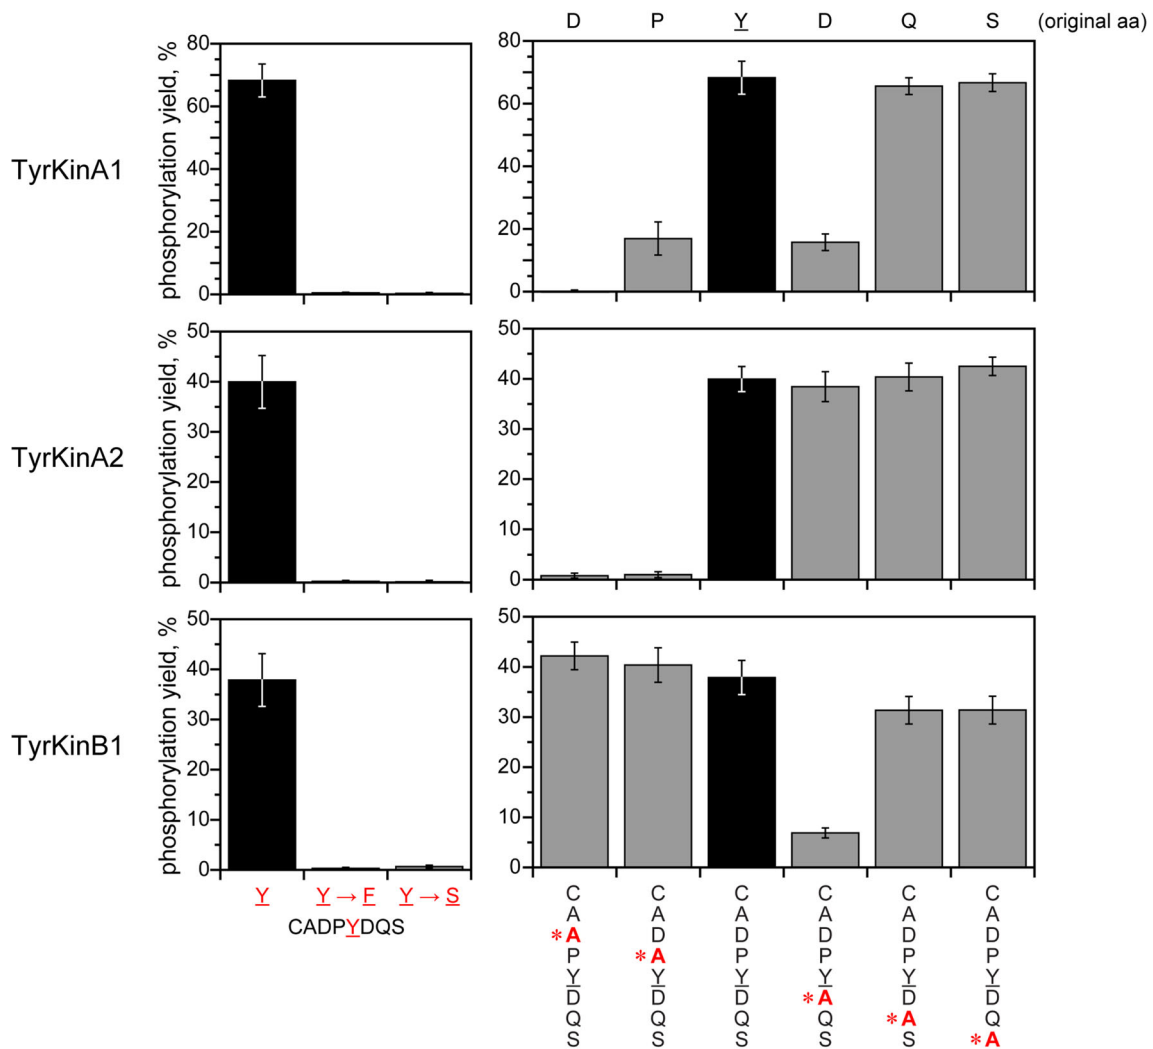 D P Y D Q S (original aa)
TyrKinA1
phosphorylation yield, %
80
60
40
20
0
80
60
40
20
0
TyrKinA2
phosphorylation yield, %
50
40
30
20
10
0
50
40
30
20
10
0
TyrKinB1
phosphorylation yield, %
50
40
30
20
10
0
50
40
30
20
10
0
Y Y → F Y → S
CADPYDQS
C C C C C C
A A A A A A
*A D D D D D
P *A P P P P
Y Y Y Y Y Y
D D D *A D D
Q Q Q Q *A Q
S S S S S *A